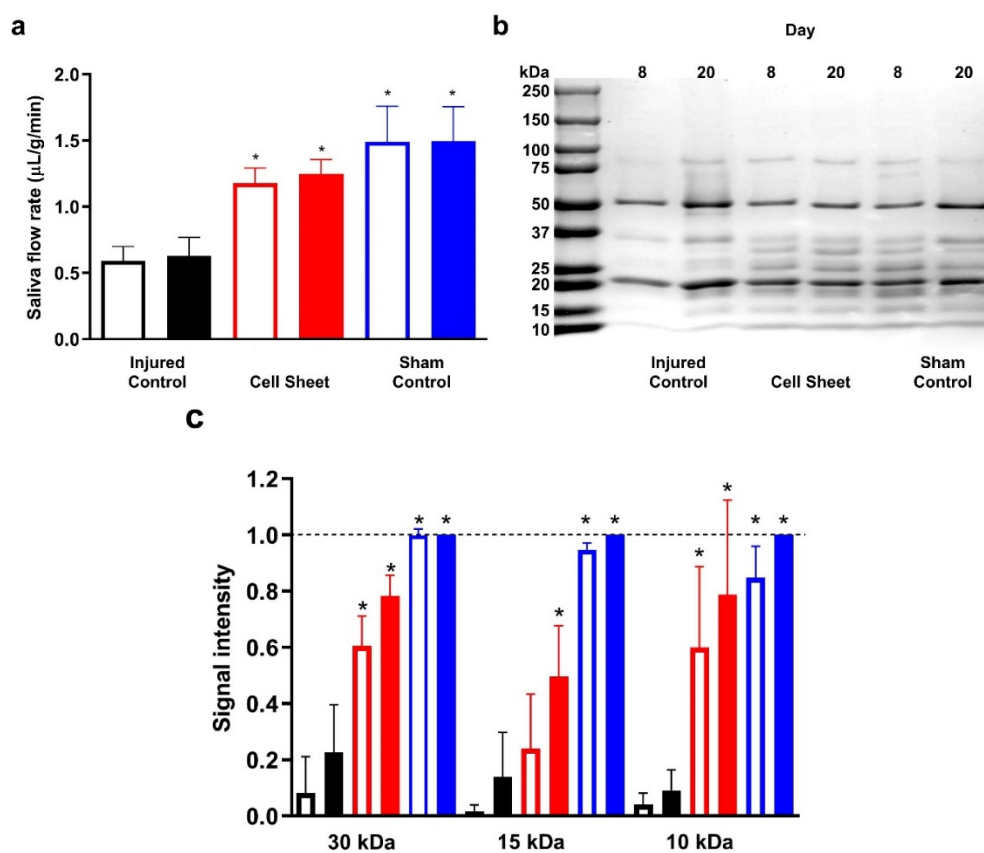 a
Saliva flow rate (µL/g/min)
2.0
1.5
1.0
0.5
0.0
* * * *
Injured
Control
Cell Sheet
Sham
Control
b
Day
kDa 8 20 8 20 8 20
250
150
100
75
50
37
25
20
15
10
Injured
Control
Cell Sheet
Sham
Control
c
Signal intensity
1.2
1.0
0.8
0.6
0.4
0.2
0.0
* * * * * * * * * * *
30 kDa 15 kDa 10 kDa